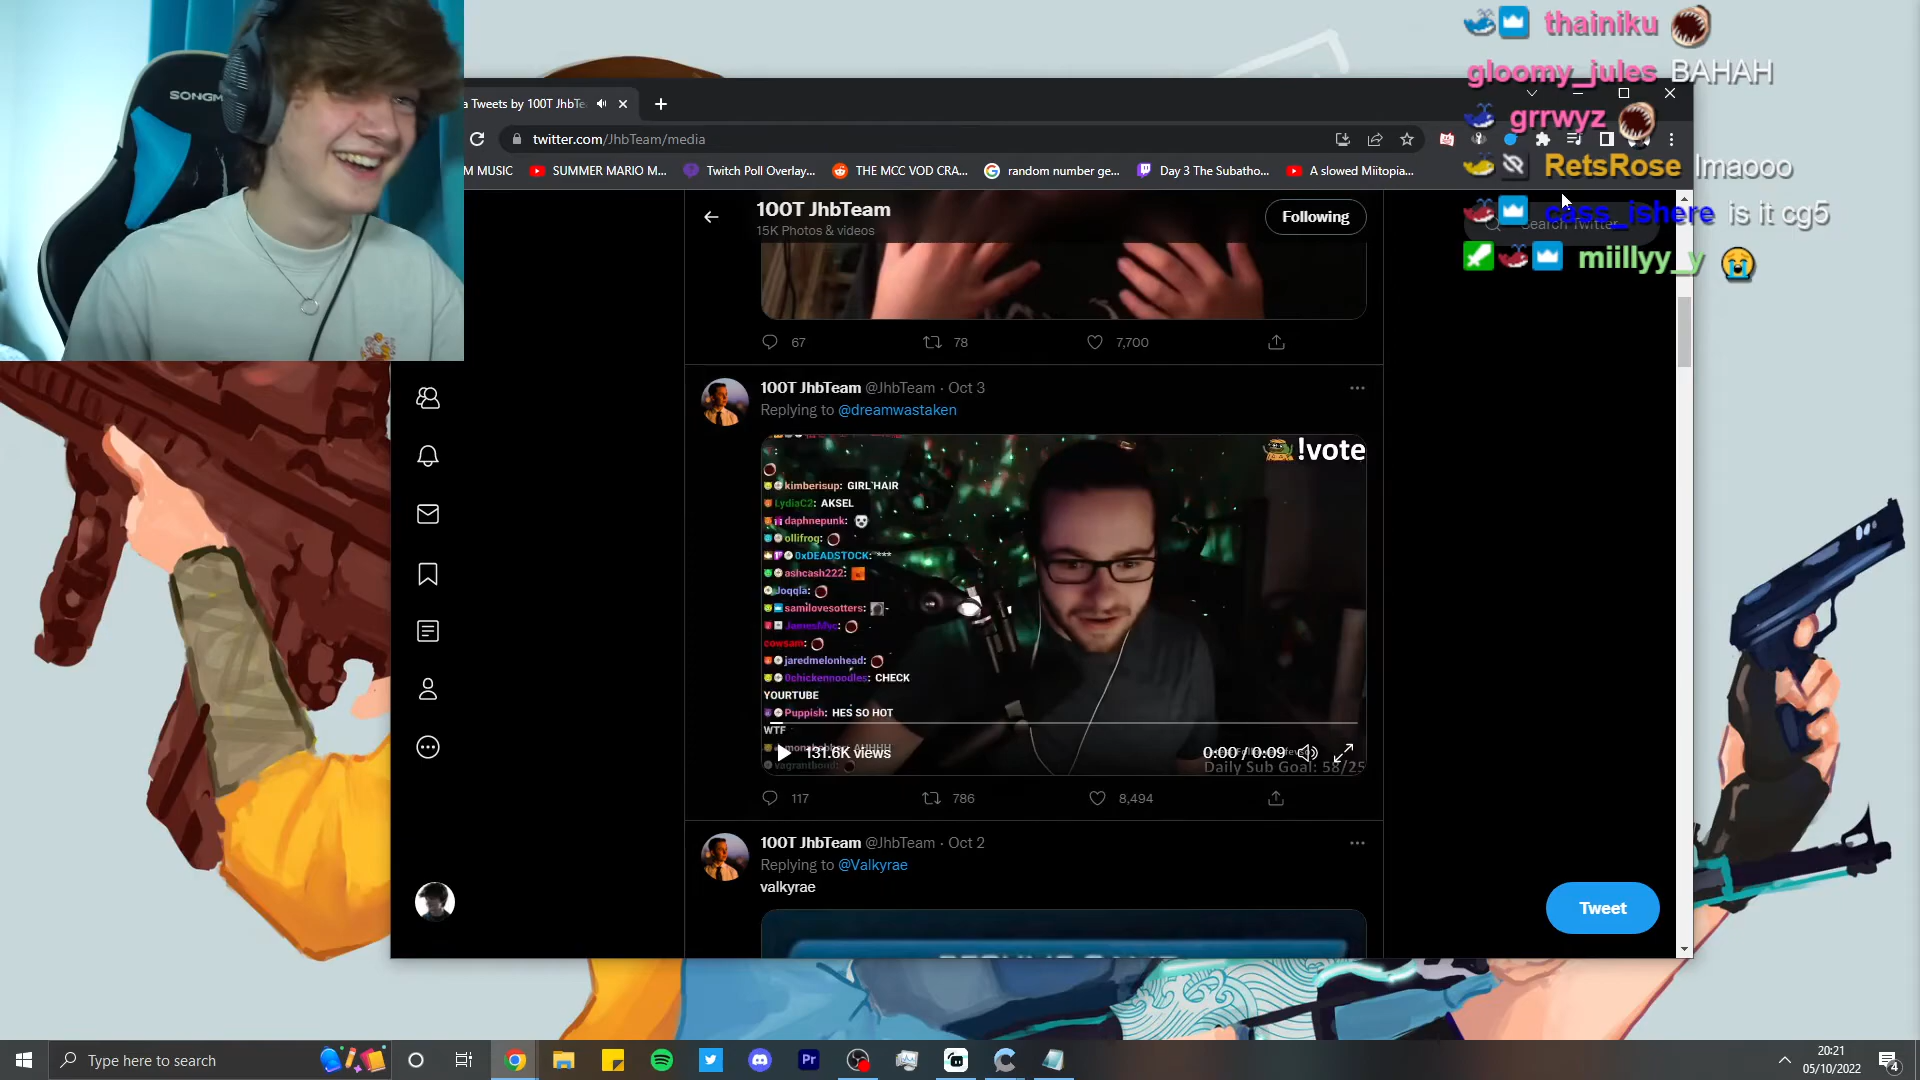 SONGM
thainiku
gloomy_jules BAHAH
grrwyz
RetsRose lmaooo
cass_ishere is it cg5
miillyy_y
a Tweets by 100T JhbTe
twitter.com/JhbTeam/media
M MUSIC
SUMMER MARIO M...
Twitch Poll Overlay...
THE MCC VOD CRA...
random number ge...
Day 3 The Subatho...
A slowed Miitopia...
100T JhbTeam
15K Photos & videos
Following
Search Twitter
67
78
7,700
100T JhbTeam @JhbTeam · Oct 3
Replying to @dreamwastaken
!vote
kimberisup: GIRL HAIR
LydiaC2: AKSEL
daphnepunk:
ollifrog:
0xDEADSTOCK: ***
ashcash222:
Joqqla:
samilovesotters:
JamesMyc:
cowsam:
jaredmelonhead:
0chickennoodles: CHECK
YOURTUBE
Puppish: HES SO HOT
WTF
131.6K views
0:00 / 0:09
Daily Sub Goal: 58/25
117
786
8,494
100T JhbTeam @JhbTeam · Oct 2
Replying to @Valkyrae
valkyrae
Tweet
Type here to search
Pr
20:21
05/10/2022
4